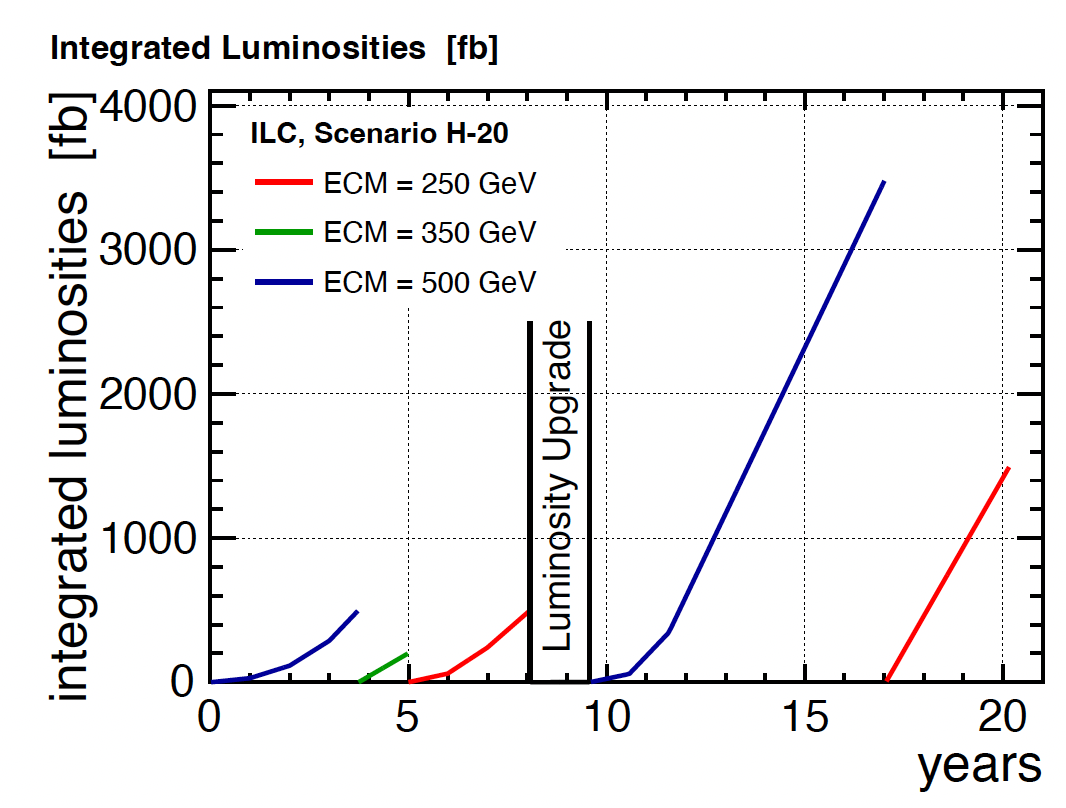 Integrated Luminosities [fb]
integrated luminosities [fb]
4000
3000
2000
1000
0
ILC, Scenario H-20
ECM = 250 GeV
ECM = 350 GeV
ECM = 500 GeV
Luminosity Upgrade
0 5 10 15 20
years